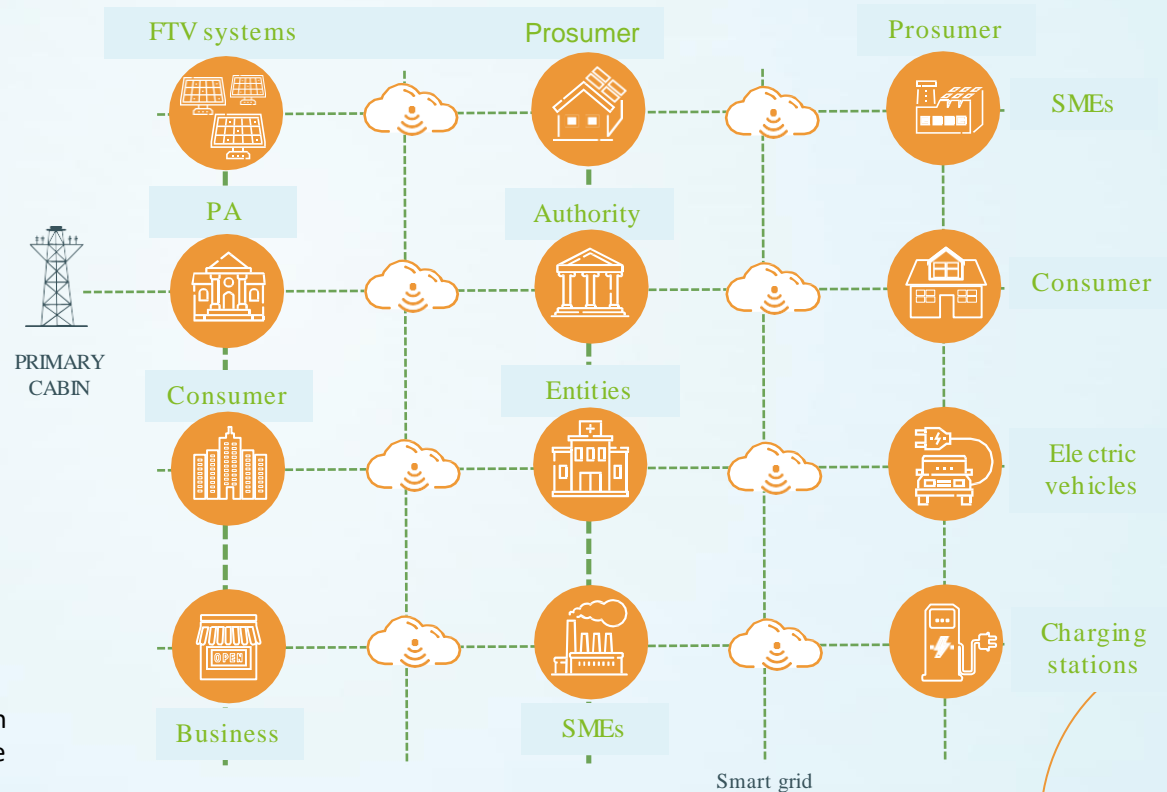 FTV systems
Prosumer
Prosumer
SMEs
PA
Authority
Consumer
PRIMARY
CABIN
Consumer
Entities
Electric
vehicles
OPEN
Charging
stations
Business
SMEs
Smart grid